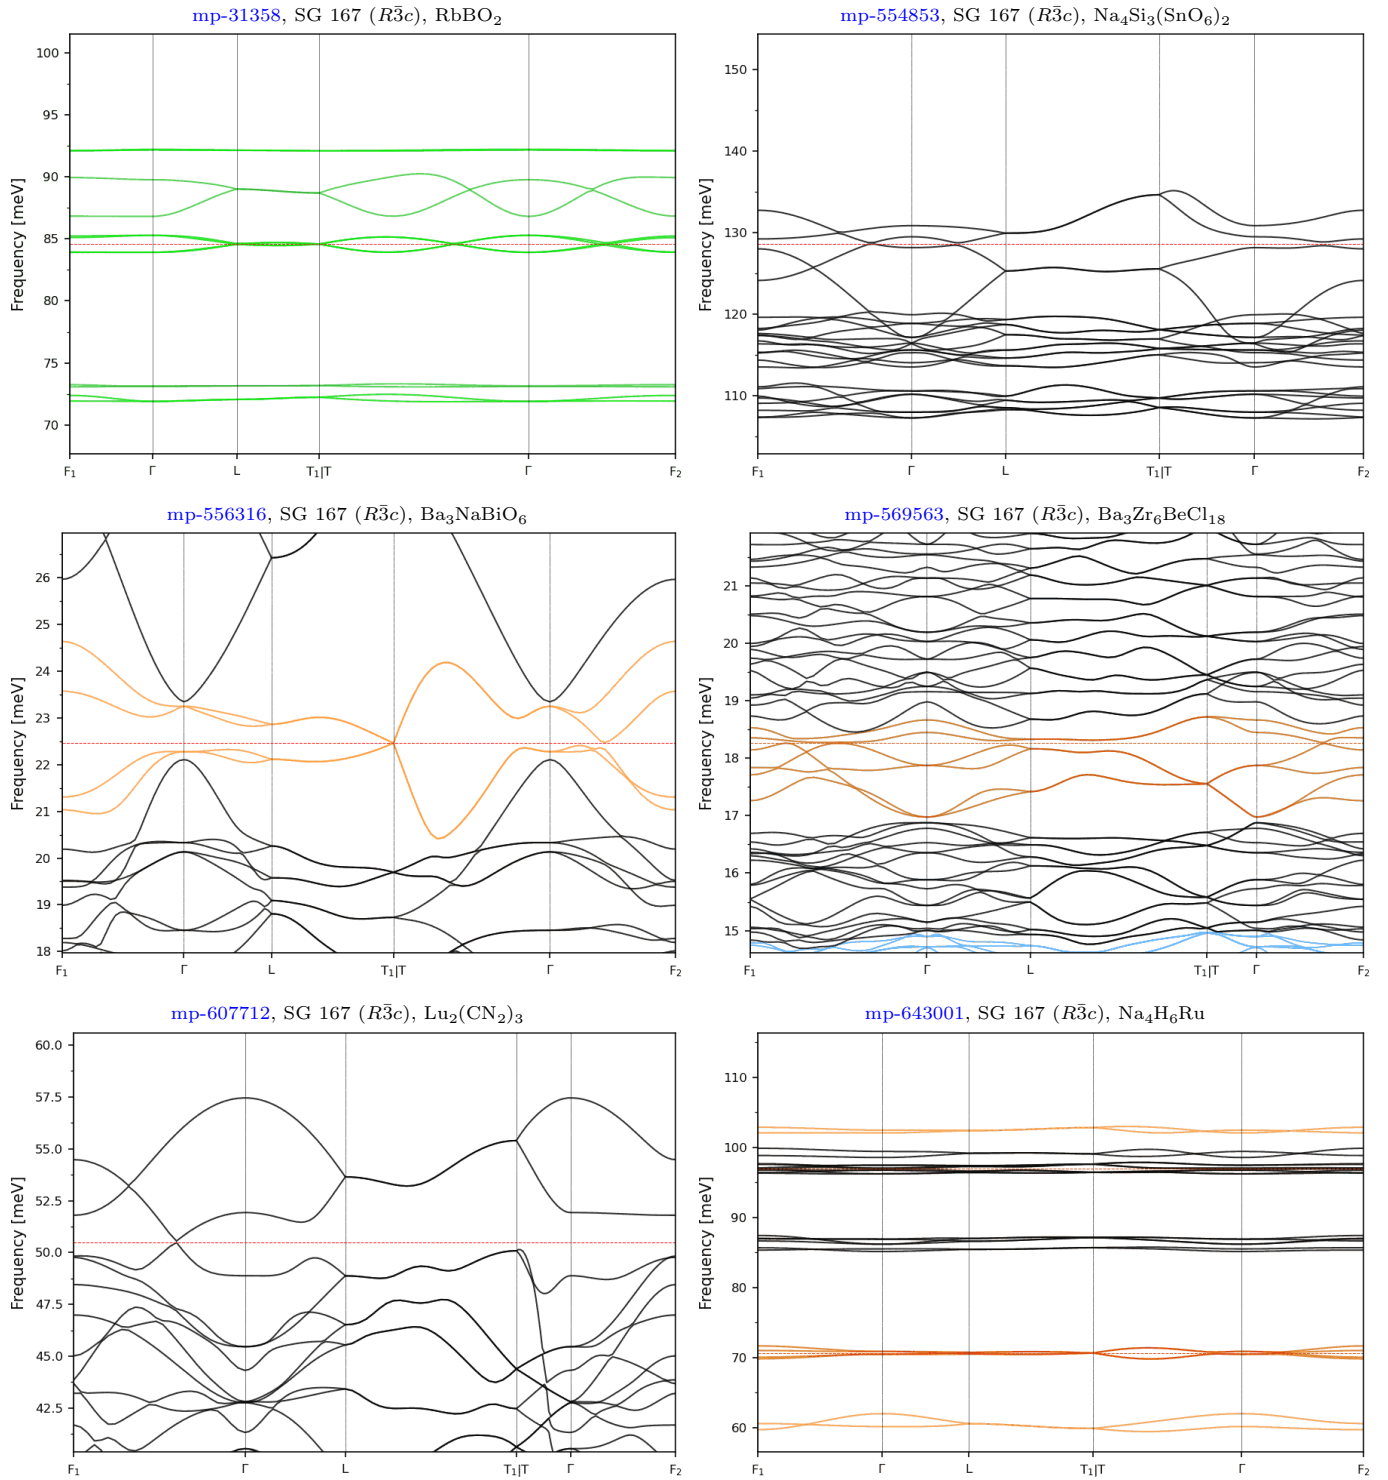 mp-31358, SG 167 (R3̄c), RbBO₂
100
95
90
85
80
75
70
Frequency [meV]
F₁ Γ L T₁|T Γ F₂
mp-554853, SG 167 (R3̄c), Na₄Si₃(SnO₆)₂
150
140
130
120
110
Frequency [meV]
F₁ Γ L T₁|T Γ F₂
mp-556316, SG 167 (R3̄c), Ba₃NaBiO₆
26
25
24
23
22
21
20
19
18
Frequency [meV]
F₁ Γ L T₁|T Γ F₂
mp-569563, SG 167 (R3̄c), Ba₃Zr₆BeCl₁₈
21
20
19
18
17
16
15
Frequency [meV]
F₁ Γ L T₁|T Γ F₂
mp-607712, SG 167 (R3̄c), Lu₂(CN₂)₃
60.0
57.5
55.0
52.5
50.0
47.5
45.0
42.5
Frequency [meV]
F₁ Γ L T₁|T Γ F₂
mp-643001, SG 167 (R3̄c), Na₄H₆Ru
110
100
90
80
70
60
Frequency [meV]
F₁ Γ L T₁|T Γ F₂